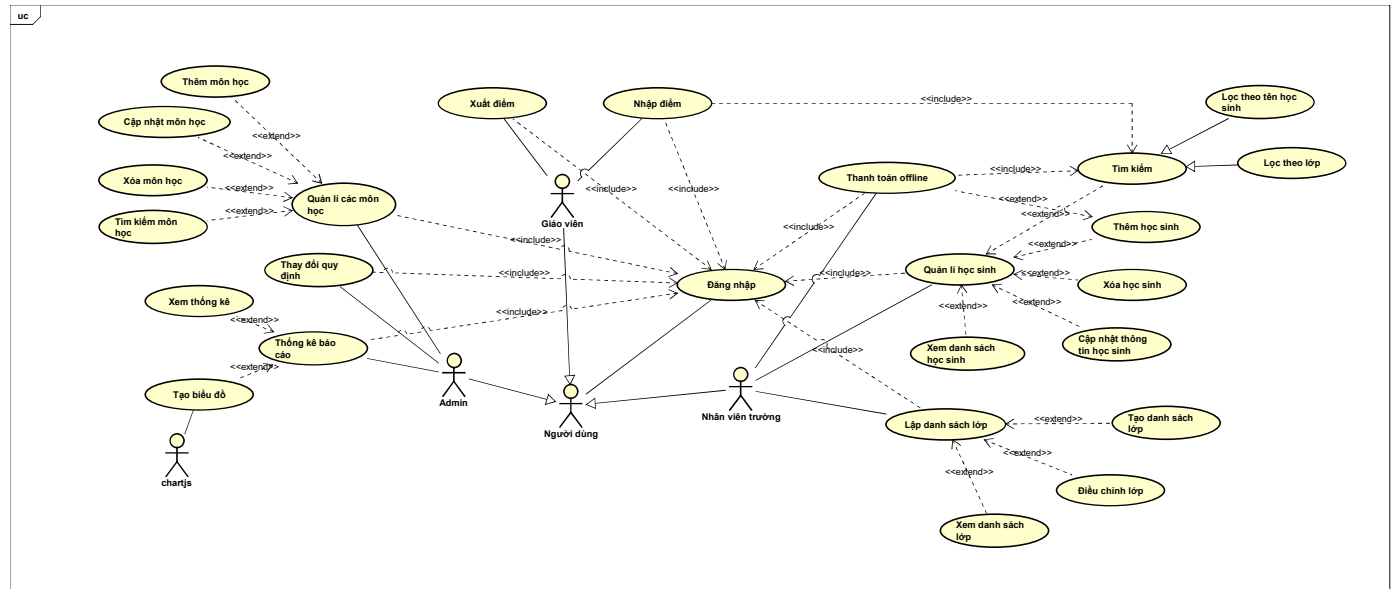 uc
Thêm môn học
Cập nhật môn học
Xóa môn học
Tìm kiếm môn
học
<<extend>>
<<extend>>
<<extend>>
<<extend>>
Quản lí các môn
học
Xuất điểm
Nhập điểm
<<include>>
Giáo viên
<<include>>
<<include>>
<<include>>
Thanh toán offline
<<include>>
<<include>>
<<extend>>
Tìm kiếm
Lọc theo tên học
sinh
Lọc theo lớp
<<extend>>
Thêm học sinh
<<extend>>
Thay đổi quy
định
<<include>>
Đăng nhập
<<include>>
Quản lí học sinh
<<extend>>
Xóa học sinh
Xem thống kê
<<extend>>
<<include>>
<<extend>>
<<extend>>
Thống kê báo
cáo
<<extend>>
<<include>>
Xem danh sách
học sinh
Cập nhật thông
tin học sinh
Tạo biểu đồ
chartjs
Admin
Người dùng
Nhân viên trường
Lập danh sách lớp
<<extend>>
Tạo danh sách
lớp
<<extend>>
<<extend>>
Điều chỉnh lớp
Xem danh sách
lớp